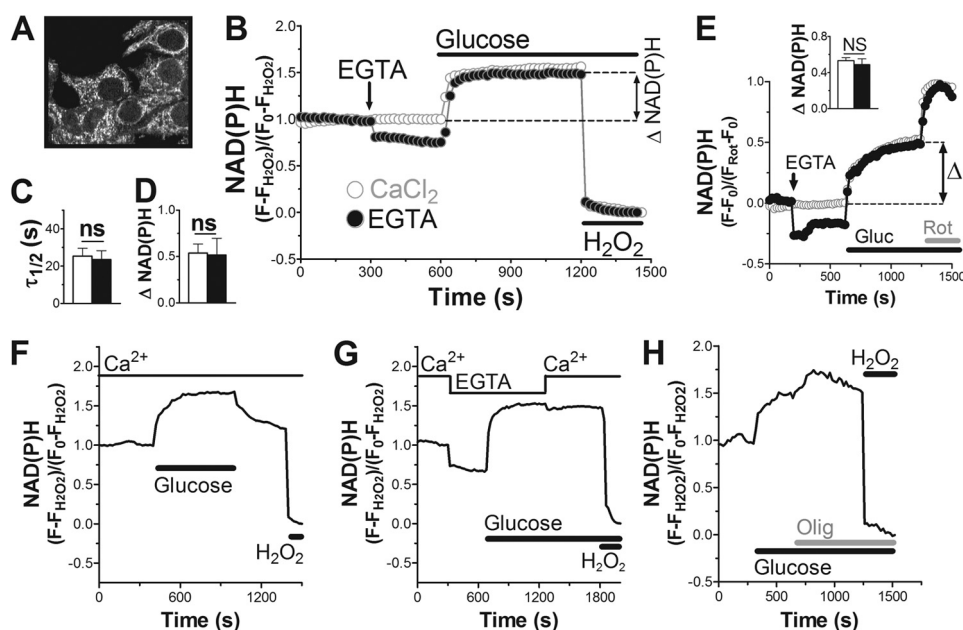 A
B
NAD(P)H
(F-F_H2O2)/(F0-F_H2O2)
2.0
1.5
1.0
0.5
0.0
-0.5
Glucose
EGTA
Δ NAD(P)H
CaCl2
EGTA
H2O2
0 300 600 900 1200 1500
Time (s)
C
τ1/2 (s)
40
20
0
ns
D
Δ NAD(P)H
1.0
0.5
0.0
ns
E
NAD(P)H
(F-F0)/(FRot-F0)
1.0
0.5
0.0
-0.5
Δ NAD(P)H
0.8
0.4
0.0
NS
EGTA
Δ
Rot
Gluc
0 500 1000 1500
Time (s)
F
NAD(P)H
(F-F_H2O2)/(F0-F_H2O2)
2.0
1.5
1.0
0.5
0.0
-0.5
Ca2+
Glucose
H2O2
0 600 1200
Time (s)
G
NAD(P)H
(F-F_H2O2)/(F0-F_H2O2)
2.0
1.5
1.0
0.5
0.0
-0.5
Ca2+
EGTA
Ca2+
Glucose
H2O2
0 600 1200 1800
Time (s)
H
NAD(P)H
(F-F_H2O2)/(F0-F_H2O2)
2.0
1.5
1.0
0.5
0.0
-0.5
H2O2
Olig
Glucose
0 500 1000 1500
Time (s)